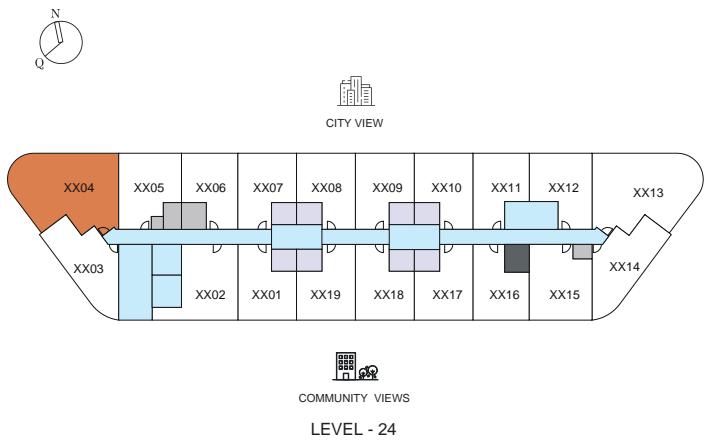 N
Q
CITY VIEW
XX04
XX05
XX06
XX07
XX08
XX09
XX10
XX11
XX12
XX13
XX03
XX02
XX01
XX19
XX18
XX17
XX16
XX15
XX14
COMMUNITY VIEWS
LEVEL - 24